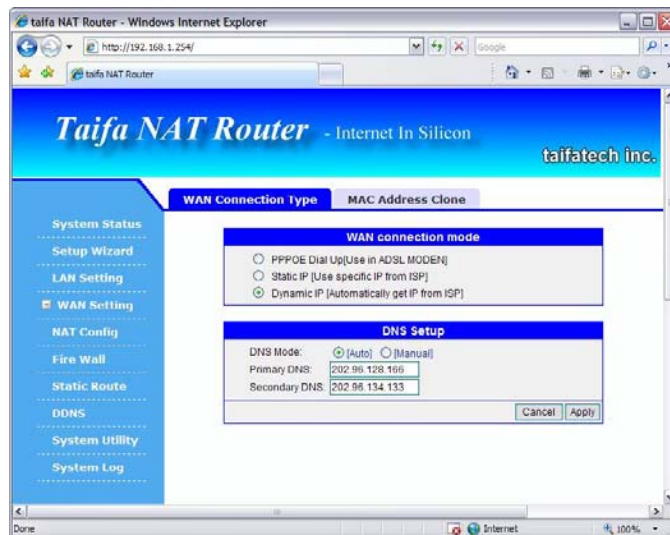 taifa NAT Router - Windows Internet Explorer
http://192.168.1.254/
Google
taifa NAT Router
Taifa NAT Router - Internet In Silicon
taifatech inc.
WAN Connection Type
MAC Address Clone
System Status
Setup Wizard
LAN Setting
WAN Setting
NAT Config
Fire Wall
Static Route
DDNS
System Utility
System Log
WAN connection mode
PPPOE Dial Up[Use in ADSL MODEN]
Static IP [Use specific IP from ISP]
Dynamic IP [Automatically get IP from ISP]
DNS Setup
DNS Mode: [Auto] [Manual]
Primary DNS: 202.96.128.166
Secondary DNS: 202.96.134.133
Cancel Apply
Done
Internet
100%